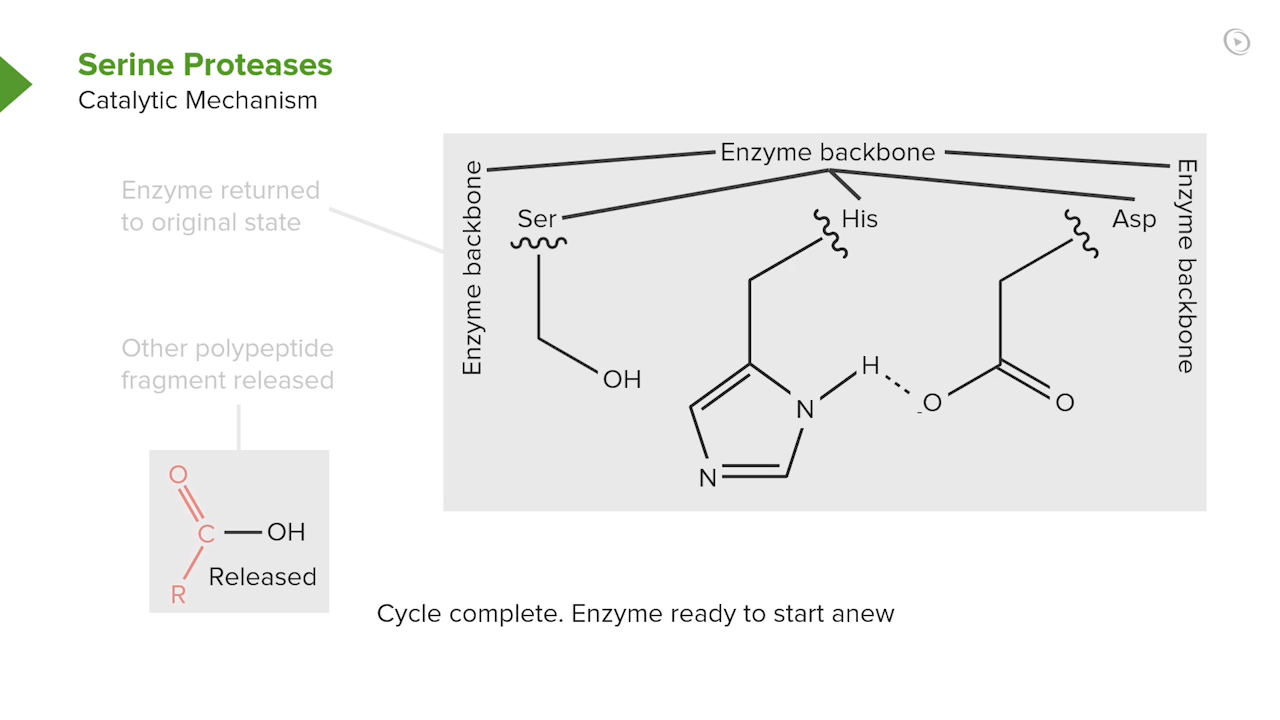 Serine Proteases
Catalytic Mechanism
Enzyme returned
to original state
Other polypeptide
fragment released
O
C
OH
R
Released
Enzyme backbone
Enzyme backbone
Enzyme backbone
Ser
His
Asp
OH
H
N
N
-O
O
Cycle complete. Enzyme ready to start anew